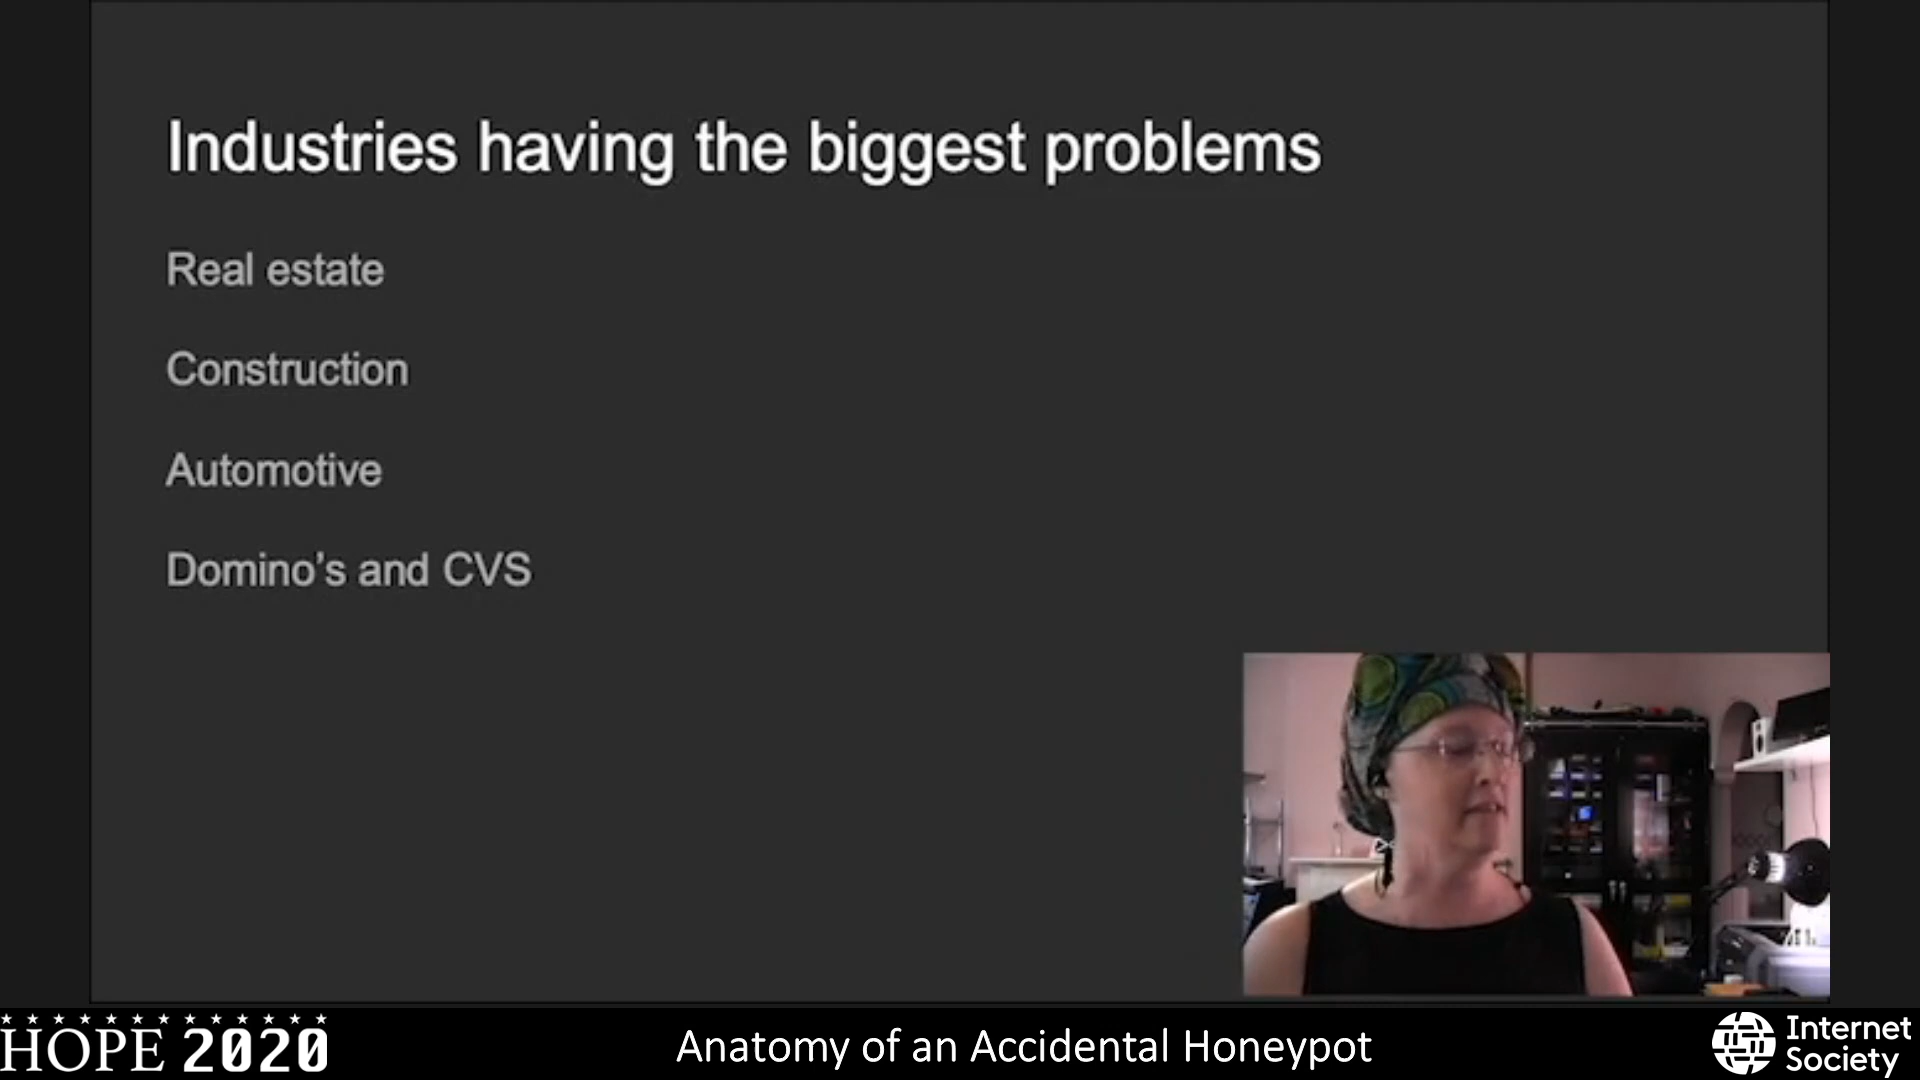 Industries having the biggest problems
Real estate
Construction
Automotive
Domino’s and CVS
HOPE 2020
Anatomy of an Accidental Honeypot
Internet
Society